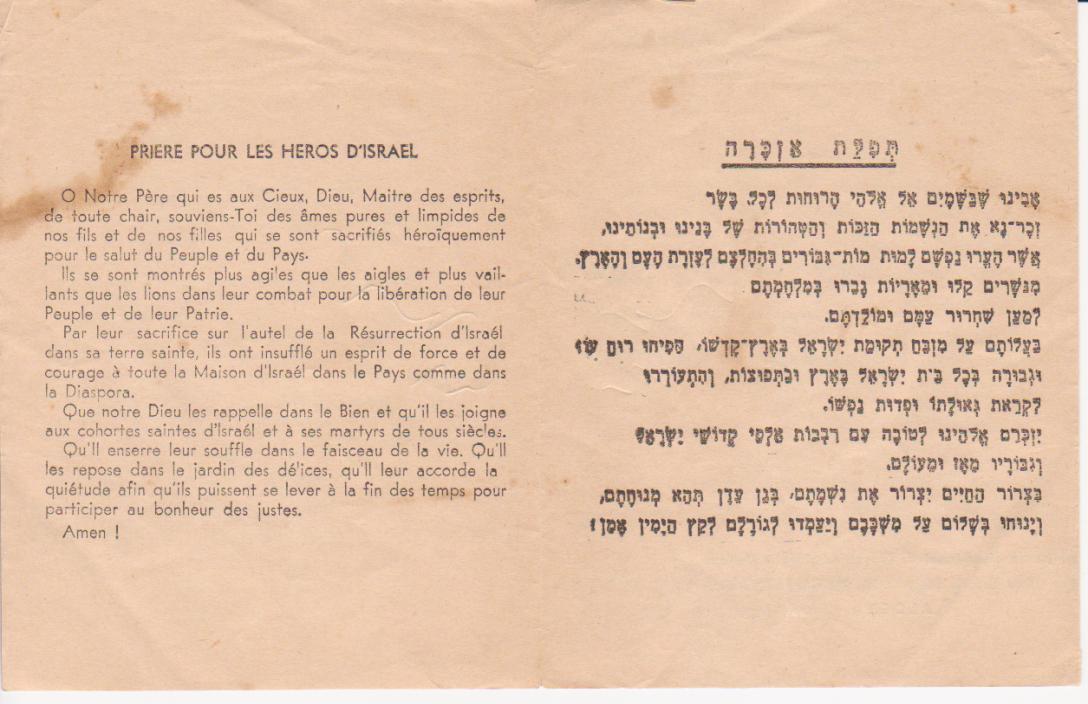 PRIERE POUR LES HEROS D'ISRAEL
O Notre Père qui es aux Cieux, Dieu, Maitre des esprits,
de toute chair, souviens-Toi des âmes pures et limpides de
nos fils et de nos filles qui se sont sacrifiés héroïquement
pour le salut du Peuple et du Pays.
Ils se sont montrés plus agiles que les aigles et plus vail-
lants que les lions dans leur combat pour la libération de leur
Peuple et de leur Patrie.
Par leur sacrifice sur l'autel de la Résurrection d'Israél
dans sa terre sainte, ils ont insufflé un esprit de force et de
courage à toute la Maison d'Israél dans le Pays comme dans
la Diaspora.
Que notre Dieu les rappelle dans le Bien et qu'il les joigne
aux cohortes saintes d'Israél et à ses martyrs de tous siècles.
Qu'll enserre leur souffle dans le faisceau de la vie. Qu'll
les repose dans le jardin des délices, qu'll leur accorde la
quiétude afin qu'ils puissent se lever à la fin des temps pour
participer au bonheur des justes.
Amen !
תְּפִלַּת אַזְכָּרָה
אָבִינוּ שֶׁבַּשָּׁמַיִם אֵל אֱלֹהֵי הָרוּחוֹת לְכָל בָּשָׂר
זְכָר־נָא אֶת הַנְּשָׁמוֹת הַזַּכּוֹת וְהַטְּהוֹרוֹת שֶׁל בָּנֵינוּ וּבְנוֹתֵינוּ,
אֲשֶׁר הֶעֱרוּ נַפְשָׁם לָמוּת מוֹת־גִּבּוֹרִים בְּהֵחָלְצָם לְעֶזְרַת הָעָם וְהָאָרֶץ.
מִנְּשָׁרִים קַלּוּ וּמֵאֲרָיוֹת גָּבְרוּ בְּמִלְחַמְתָּם
לְמַעַן שִׁחְרוּר עַמָּם וּמוֹלַדְתָּם.
בַּעֲלוֹתָם עַל מִזְבַּח תְּקוּמַת יִשְׂרָאֵל בְּאֶרֶץ־קָדְשׁוֹ, הֵפִיחוּ רוּחַ עֹז
וּגְבוּרָה בְּכָל בֵּית יִשְׂרָאֵל בָּאָרֶץ וּבַתְּפוּצוֹת, וְהִתְעוֹרְרוּ
לִקְרַאת גְּאוּלָּתוֹ וּפְדוּת נַפְשׁוֹ.
יִזְכְּרֵם אֱלֹהֵינוּ לְטוֹבָה עִם רִבְבוֹת אַלְפֵי קְדוֹשֵׁי יִשְׂרָאֵל
וְגִבּוֹרָיו מֵאָז וּמֵעוֹלָם.
בִּצְרוֹר הַחַיִּים יִצְרוֹר אֶת נִשְׁמָתָם, בְּגַן עֵדֶן תְּהֵא מְנוּחָתָם,
וְיָנוּחוּ בְּשָׁלוֹם עַל מִשְׁכָּבָם וְיַעַמְדוּ לְגוֹרָלָם לְקֵץ הַיָּמִין אָמֵן!